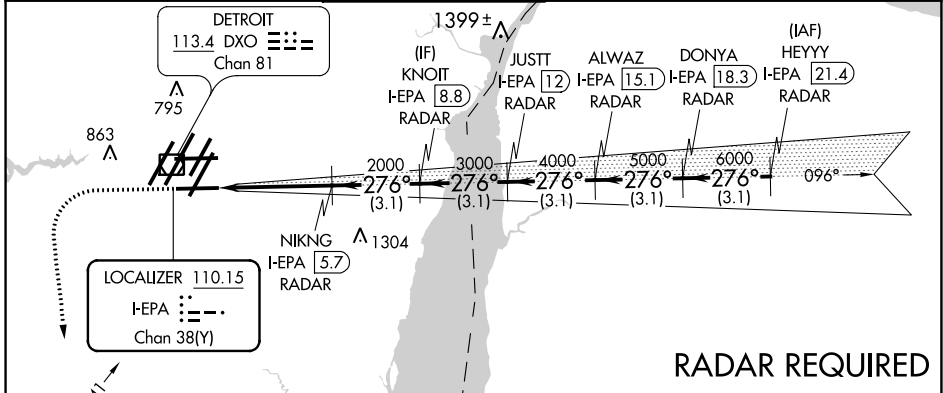 DETROIT
113.4 DXO
Chan 81
795
863
1399±
(IF)
KNOIT
I-EPA 8.8
RADAR
JUSTT
I-EPA 12
RADAR
ALWAZ
I-EPA 15.1
RADAR
DONYA
I-EPA 18.3
RADAR
(IAF)
HEYYY
I-EPA 21.4
RADAR
2000
276°
(3.1)
3000
276°
(3.1)
4000
276°
(3.1)
5000
276°
(3.1)
6000
276°
(3.1)
096°
NIKNG
I-EPA 5.7
RADAR
1304
LOCALIZER 110.15
I-EPA
Chan 38(Y)
RADAR REQUIRED